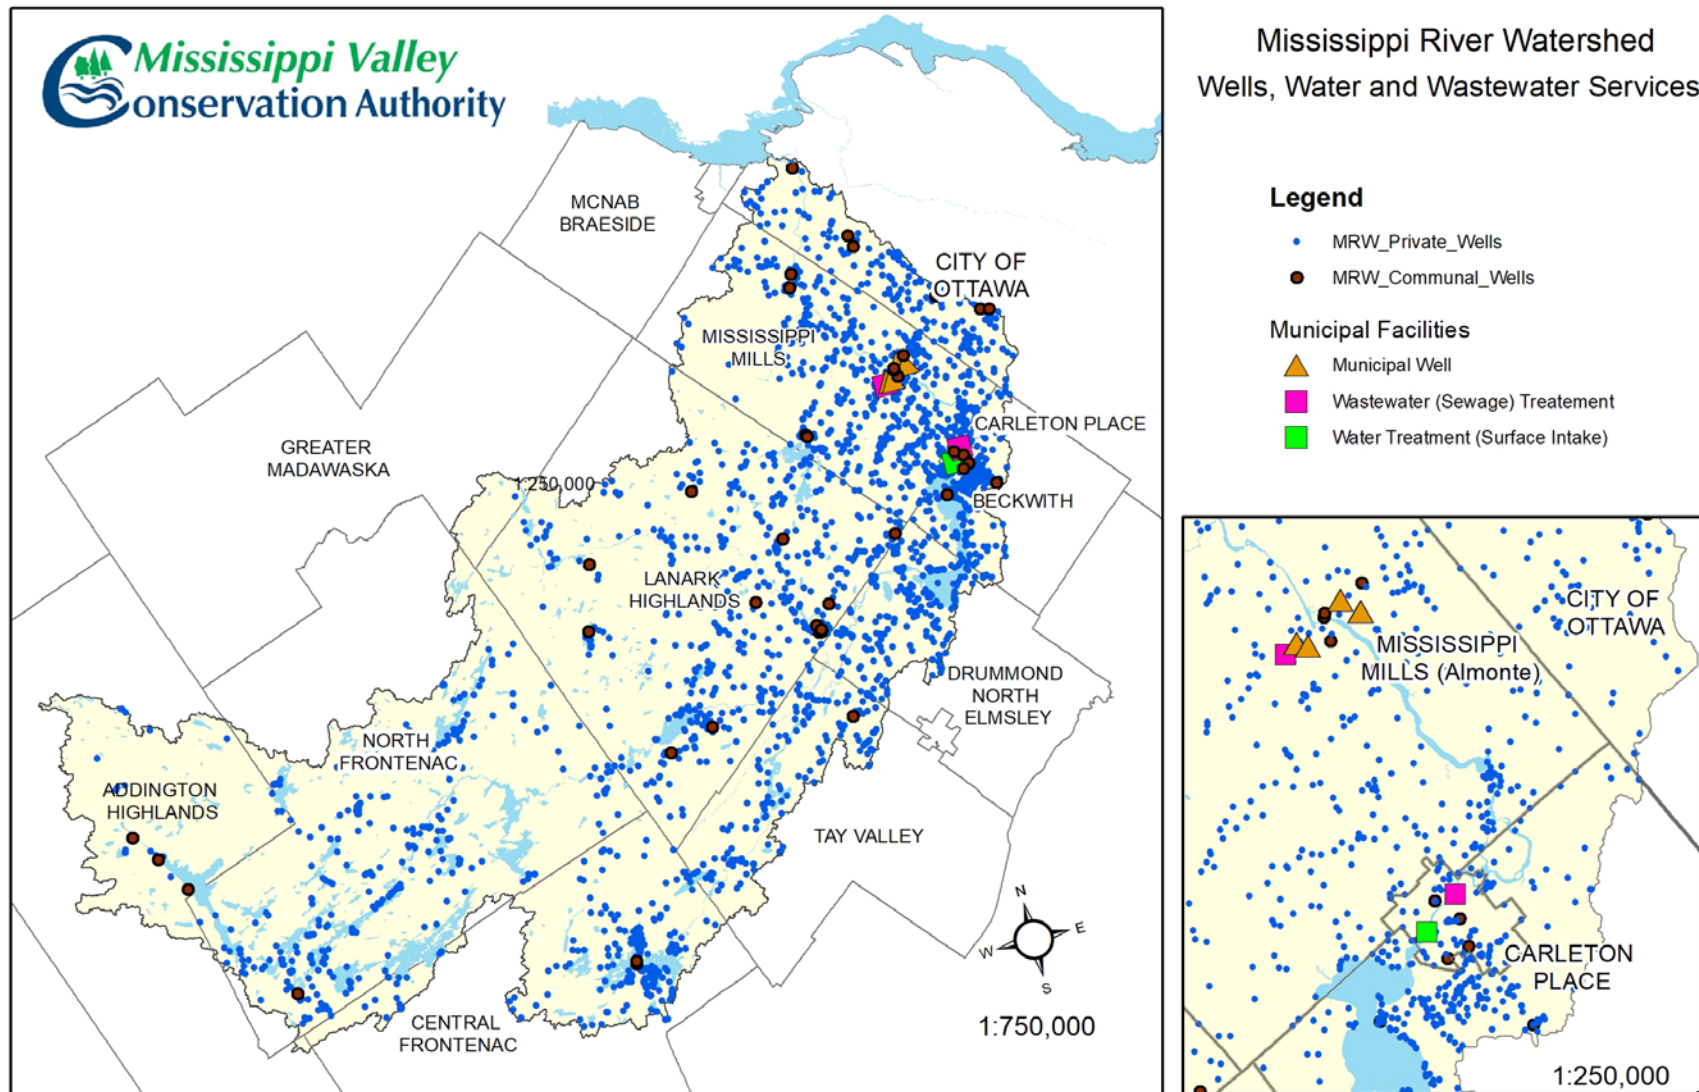 Mississippi Valley
Conservation Authority
Mississippi River Watershed
Wells, Water and Wastewater Services
Legend
MRW_Private_Wells
MRW_Communal_Wells
Municipal Facilities
Municipal Well
Wastewater (Sewage) Treatement
Water Treatment (Surface Intake)
MCNAB
BRAESIDE
CITY OF
OTTAWA
MISSISSIPPI
MILLS
CARLETON PLACE
GREATER
MADAWASKA
1:250,000
BECKWITH
LANARK
HIGHLANDS
DRUMMOND
NORTH
ELMSLEY
NORTH
FRONTENAC
ADDINGTON
HIGHLANDS
TAY VALLEY
CENTRAL
FRONTENAC
N
E
W
S
1:750,000
CITY OF
OTTAWA
MISSISSIPPI
MILLS (Almonte)
CARLETON
PLACE
1:250,000